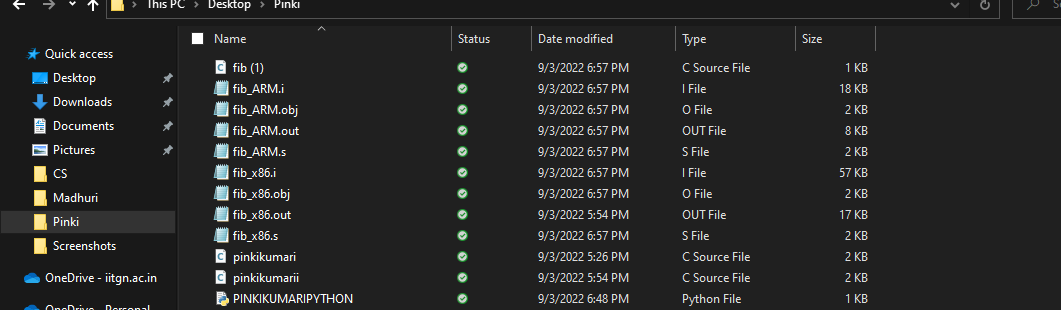 This PC > Desktop > Pinki
Name Status Date modified Type Size
Quick access
Desktop
Downloads
Documents
Pictures
CS
Madhuri
Pinki
Screenshots
OneDrive - iitgn.ac.in
OneDrive - Personal
fib (1) 9/3/2022 6:57 PM C Source File 1 KB
fib_ARM.i 9/3/2022 6:57 PM I File 18 KB
fib_ARM.obj 9/3/2022 6:57 PM O File 2 KB
fib_ARM.out 9/3/2022 6:57 PM OUT File 8 KB
fib_ARM.s 9/3/2022 6:57 PM S File 2 KB
fib_x86.i 9/3/2022 6:57 PM I File 57 KB
fib_x86.obj 9/3/2022 6:57 PM O File 2 KB
fib_x86.out 9/3/2022 5:54 PM OUT File 17 KB
fib_x86.s 9/3/2022 6:57 PM S File 2 KB
pinkikumari 9/3/2022 5:26 PM C Source File 2 KB
pinkikumarii 9/3/2022 5:54 PM C Source File 2 KB
PINKIKUMARIPYTHON 9/3/2022 6:48 PM Python File 1 KB